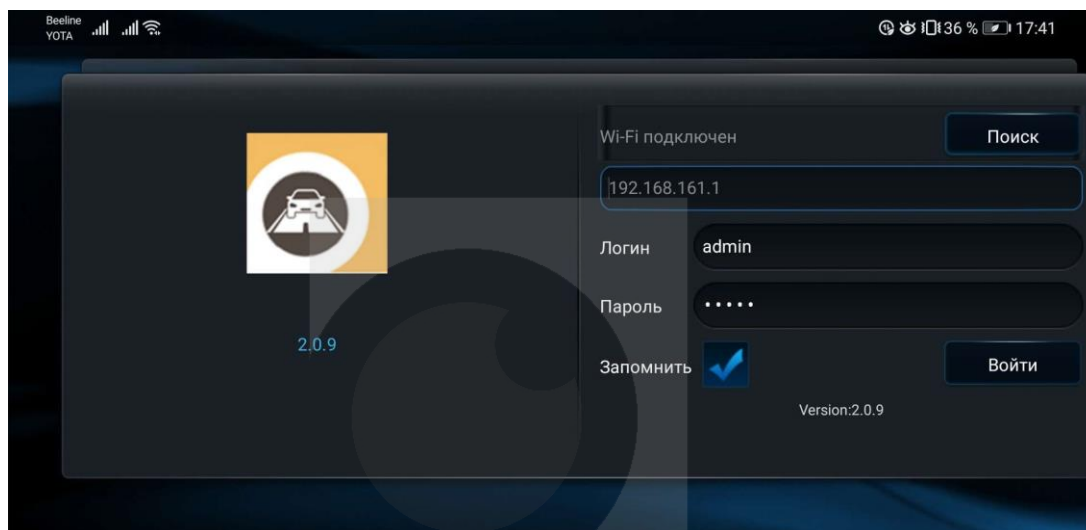 Beeline
YOTA
36 % 17:41
Wi-Fi подключен
Поиск
192.168.161.1
Логин admin
Пароль •••••
2.0.9
Запомнить
Войти
Version:2.0.9